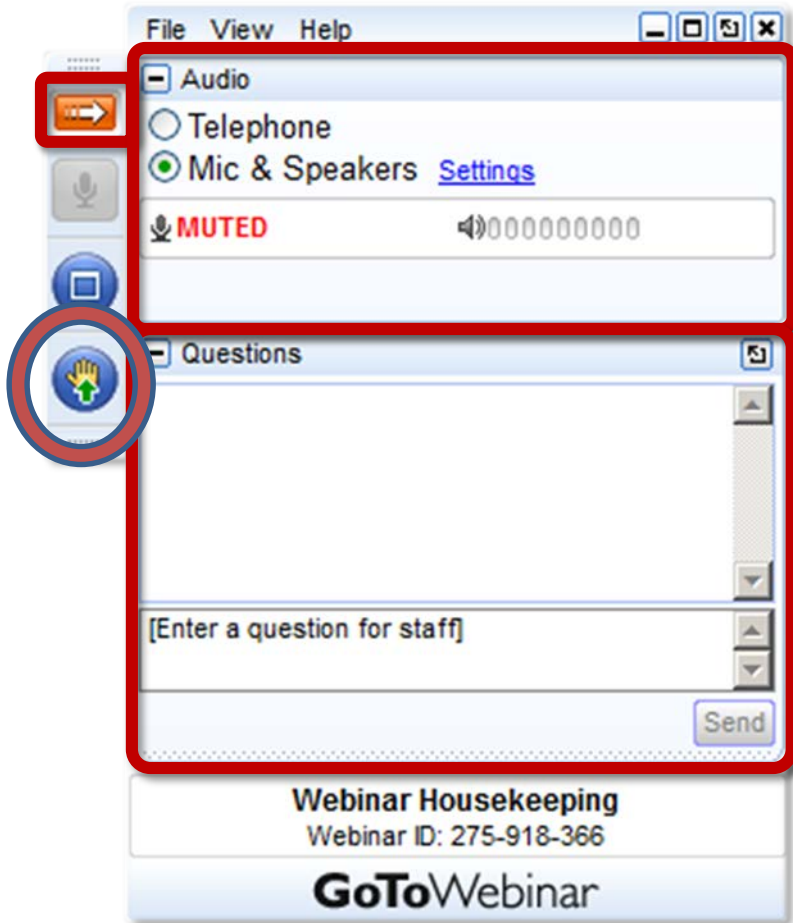 File View Help
Audio
Telephone
Mic & Speakers Settings
MUTED
Questions
[Enter a question for staff]
Send
Webinar Housekeeping
Webinar ID: 275-918-366
GoToWebinar